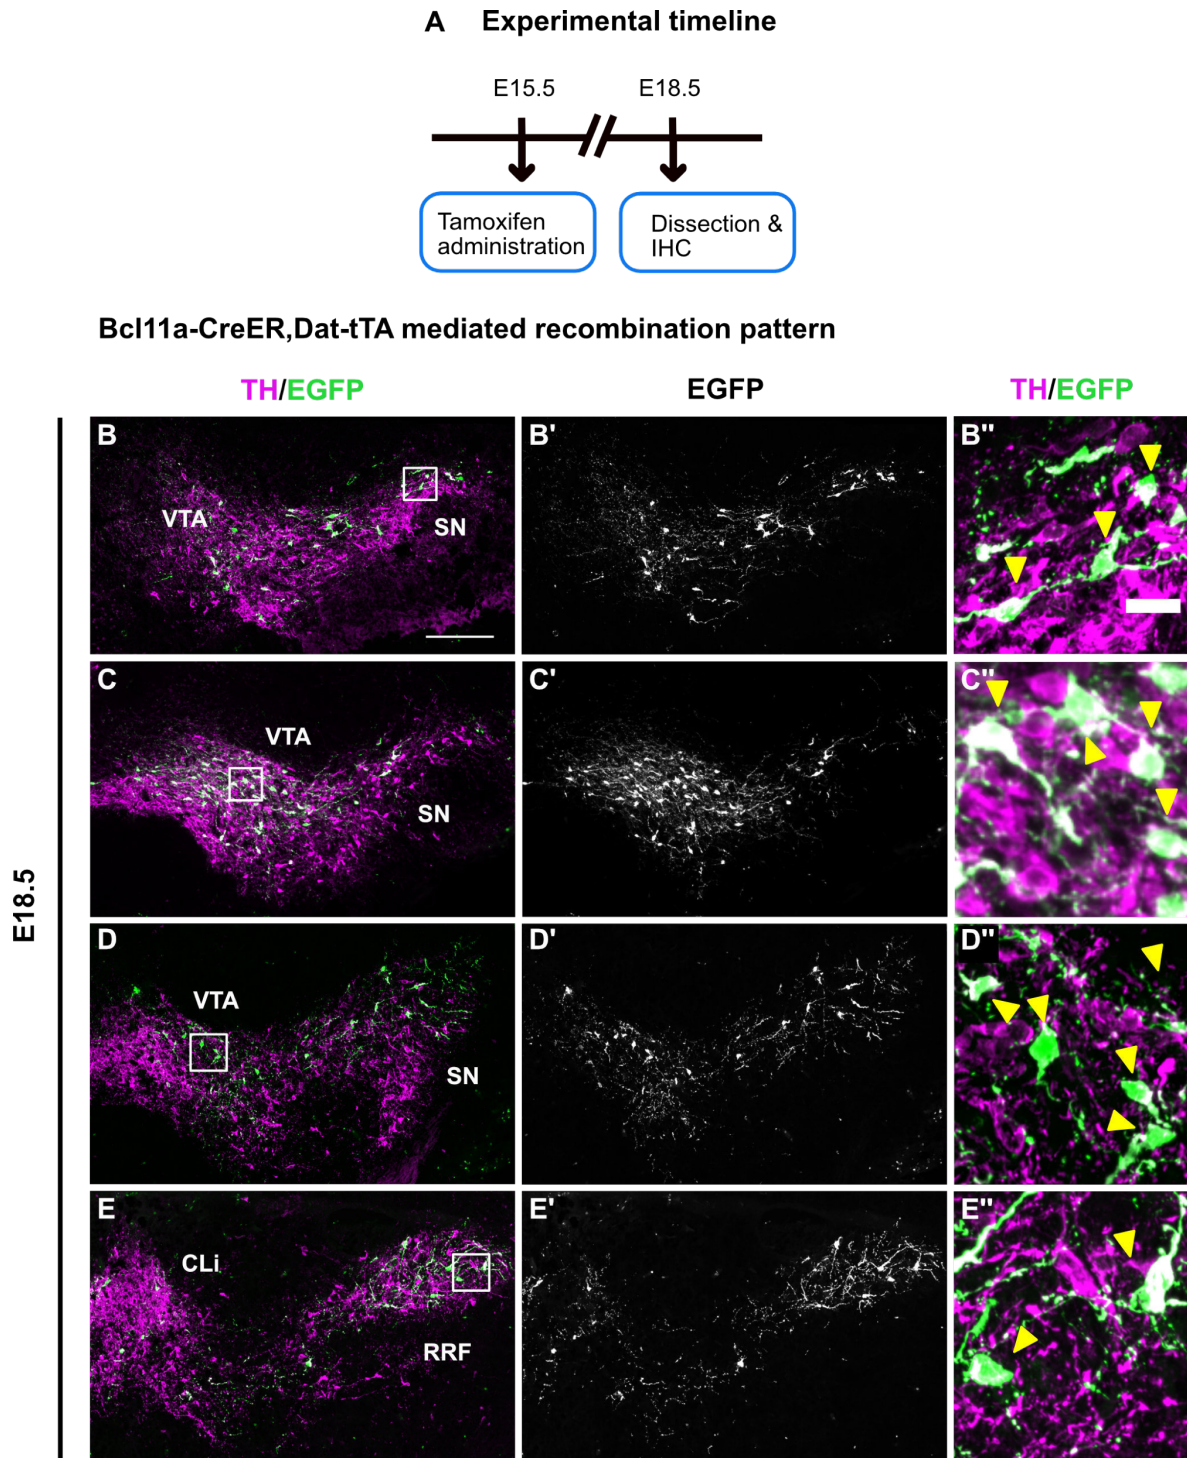 A Experimental timeline
E15.5 E18.5
Tamoxifen
administration
Dissection &
IHC
Bcl11a-CreER,Dat-tTA mediated recombination pattern
TH/EGFP EGFP TH/EGFP
E18.5
B B' B"
VTA SN
C C' C"
VTA
SN
D D' D"
VTA
SN
E E' E"
CLi
RRF